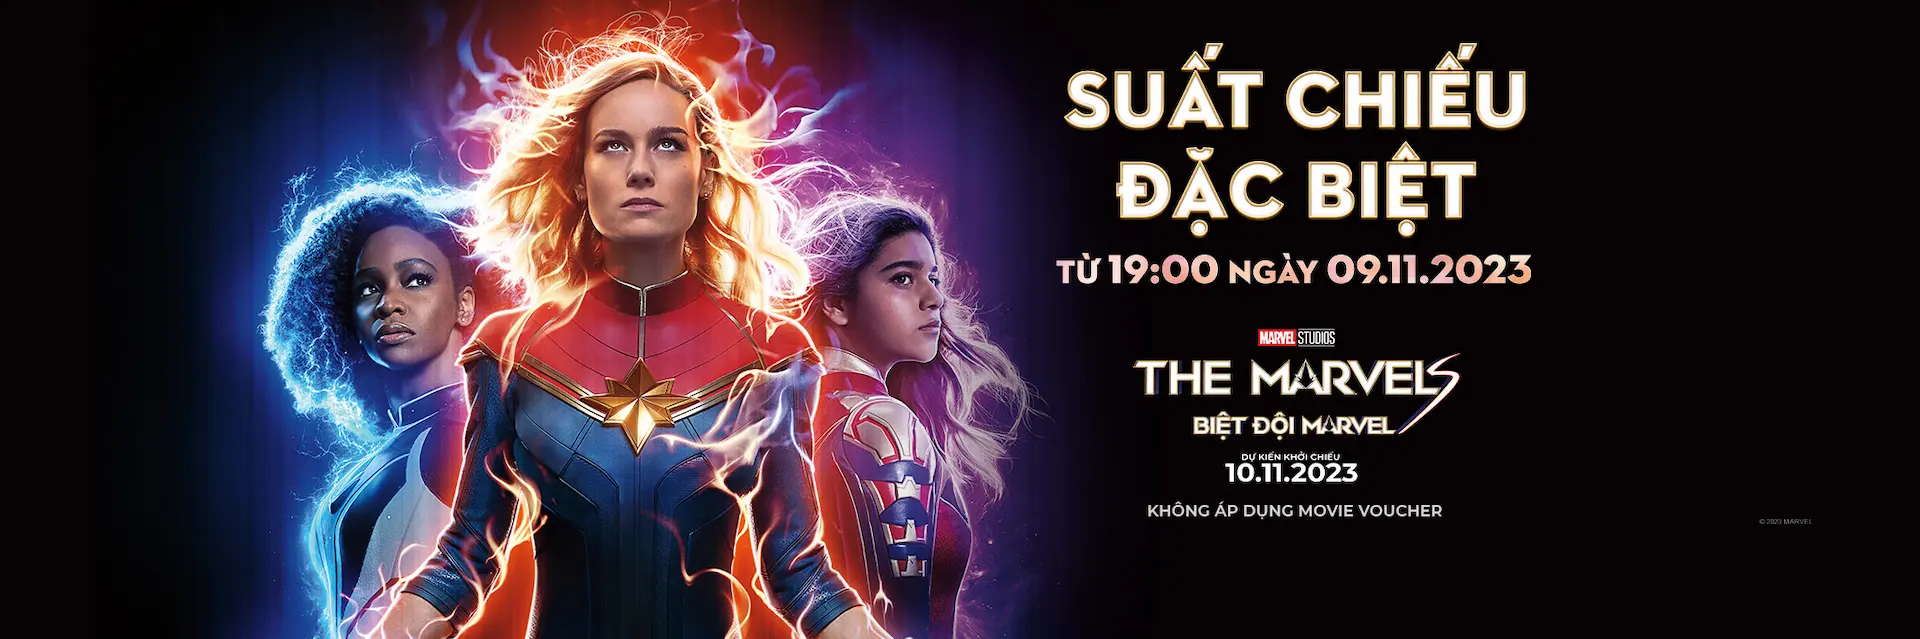 SUẤT CHIẾU
ĐẶC BIỆT
TỪ 19:00 NGÀY 09.11.2023
MARVEL STUDIOS
THE MARVELS
BIỆT ĐỘI MARVEL
DỰ KIẾN KHỞI CHIẾU
10.11.2023
KHÔNG ÁP DỤNG MOVIE VOUCHER
© 2023 MARVEL